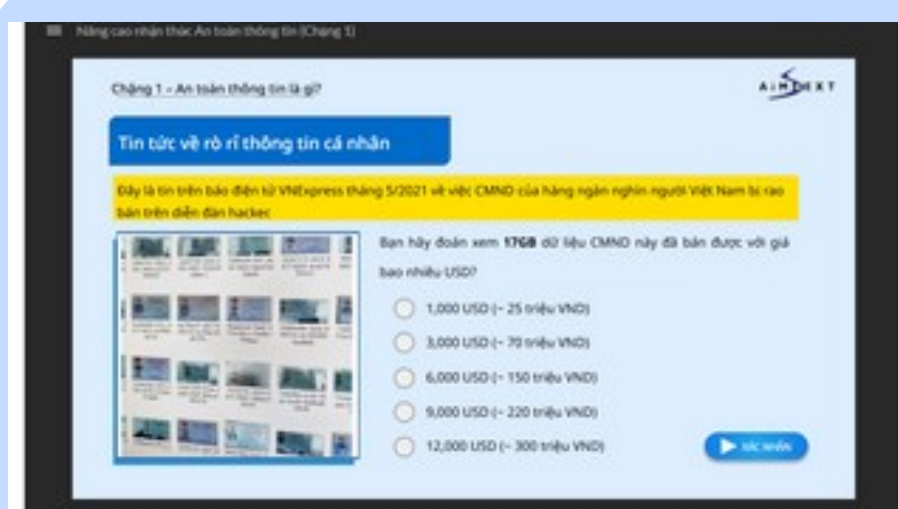 Nâng cao nhận thức An toàn thông tin (Chặng 1)
Chặng 1 - An toàn thông tin là gì?
AiMNEXT
Tin tức về rò rỉ thông tin cá nhân
Đây là tin trên báo điện tử VNExpress tháng 5/2021 về việc CMND của hàng ngàn nghìn người Việt Nam bị rao
bán trên diễn đàn hacker.
Bạn hãy đoán xem 17GB dữ liệu CMND này đã bán được với giá
bao nhiêu USD?
1,000 USD (~ 25 triệu VND)
3,000 USD (~ 70 triệu VND)
6,000 USD (~ 150 triệu VND)
9,000 USD (~ 220 triệu VND)
12,000 USD (~ 300 triệu VND)
XÁC NHẬN